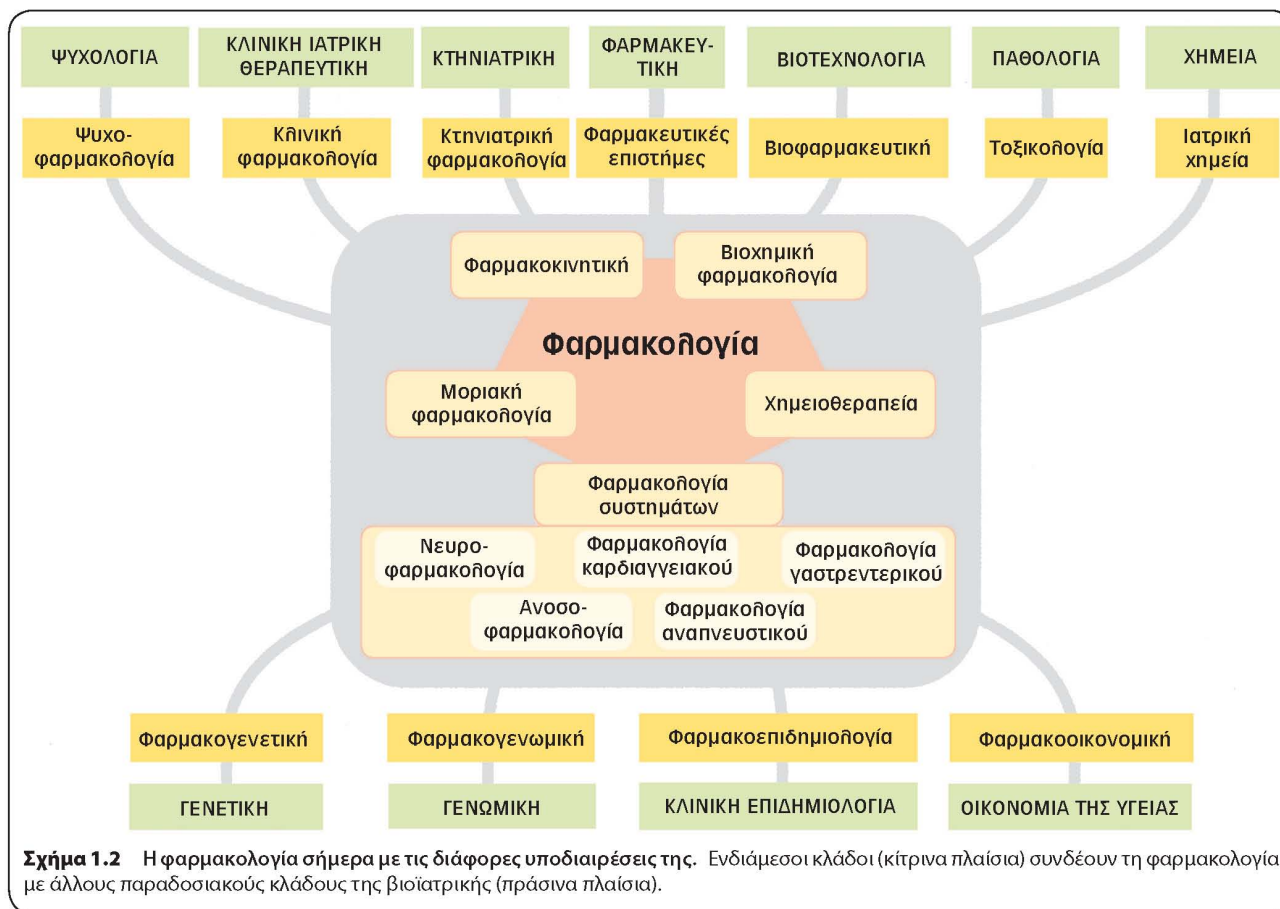 ΨΥΧΟΛΟΓΙΑ
ΚΛΙΝΙΚΗ ΙΑΤΡΙΚΗ
ΘΕΡΑΠΕΥΤΙΚΗ
ΚΤΗΝΙΑΤΡΙΚΗ
ΦΑΡΜΑΚΕΥ-
ΤΙΚΗ
ΒΙΟΤΕΧΝΟΛΟΓΙΑ
ΠΑΘΟΛΟΓΙΑ
ΧΗΜΕΙΑ
Ψυχο-
φαρμακολογία
Κλινική
φαρμακολογία
Κτηνιατρική
φαρμακολογία
Φαρμακευτικές
επιστήμες
Βιοφαρμακευτική
Τοξικολογία
Ιατρική
χημεία
Φαρμακοκινητική
Βιοχημική
φαρμακολογία
Φαρμακολογία
Μοριακή
φαρμακολογία
Χημειοθεραπεία
Φαρμακολογία
συστημάτων
Νευρο-
φαρμακολογία
Φαρμακολογία
καρδιαγγειακού
Φαρμακολογία
γαστρεντερικού
Ανοσο-
φαρμακολογία
Φαρμακολογία
αναπνευστικού
Φαρμακογενετική
Φαρμακογενωμική
Φαρμακοεπιδημιολογία
Φαρμακοοικονομική
ΓΕΝΕΤΙΚΗ
ΓΕΝΩΜΙΚΗ
ΚΛΙΝΙΚΗ ΕΠΙΔΗΜΙΟΛΟΓΙΑ
ΟΙΚΟΝΟΜΙΑ ΤΗΣ ΥΓΕΙΑΣ
Σχήμα 1.2 Η φαρμακολογία σήμερα με τις διάφορες υποδιαιρέσεις της. Ενδιάμεσοι κλάδοι (κίτρινα πλαίσια) συνδέουν τη φαρμακολογία
με άλλους παραδοσιακούς κλάδους της βιοϊατρικής (πράσινα πλαίσια).